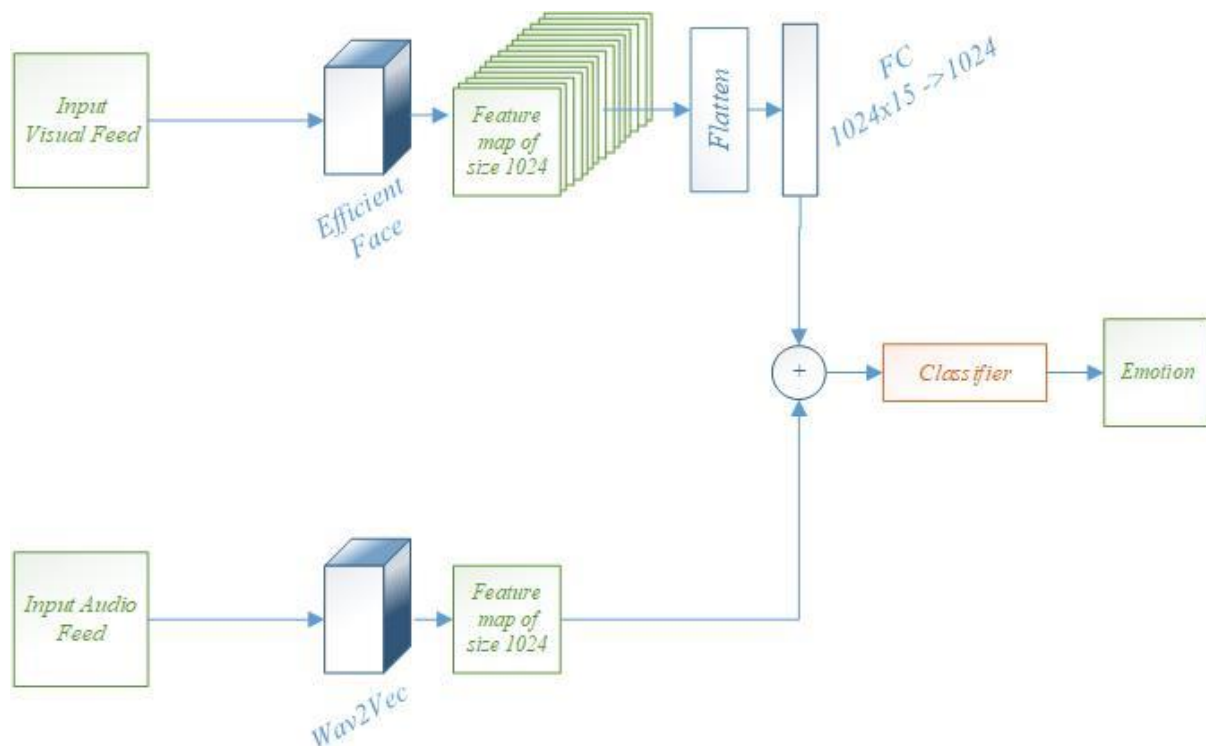 Input
Visual Feed
Efficient
Face
Feature
map of
size 1024
Flatten
FC
1024x15 ->1024
+
Classifier
Emotion
Input Audio
Feed
Wav2Vec
Feature
map of
size 1024